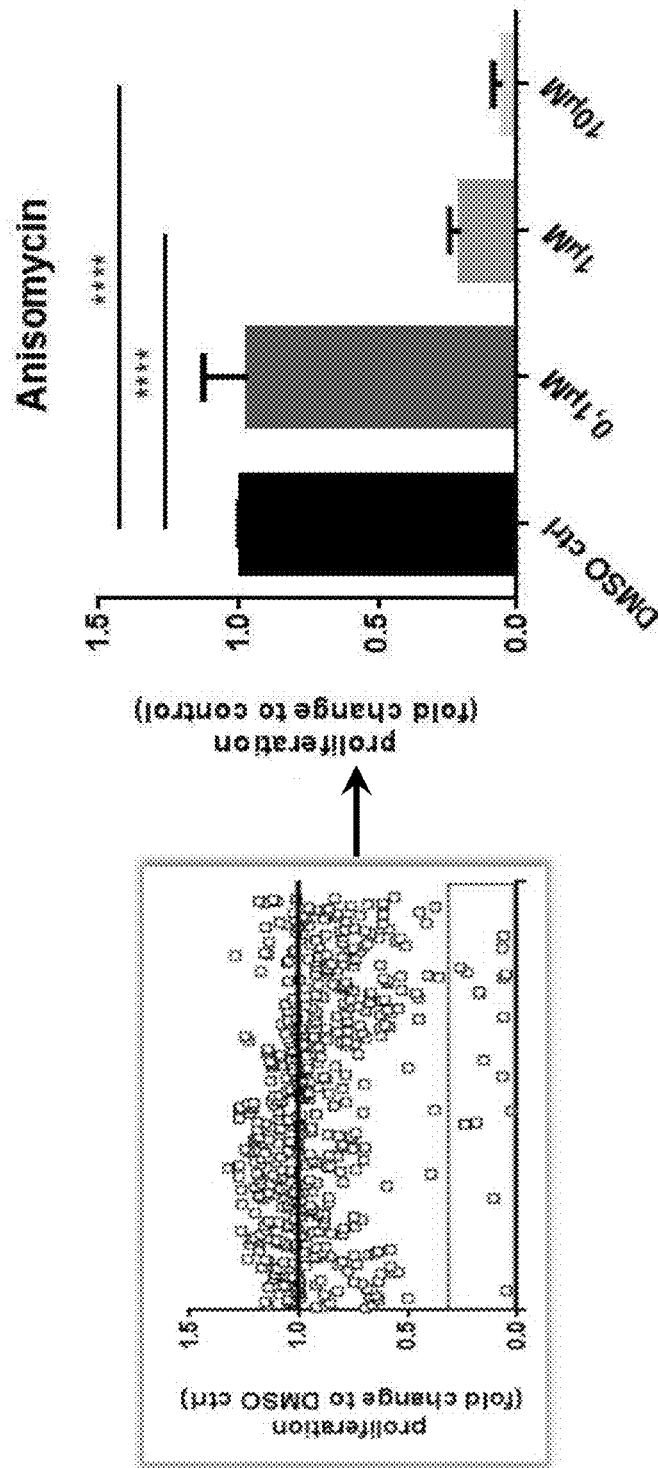 proliferation
(fold change to DMSO ctrl)
1.5
1.0
0.5
0.0
Anisomycin
proliferation
(fold change to control)
1.5
1.0
0.5
0.0
****
****
DMSO ctrl
0,1µM
1µM
10µM